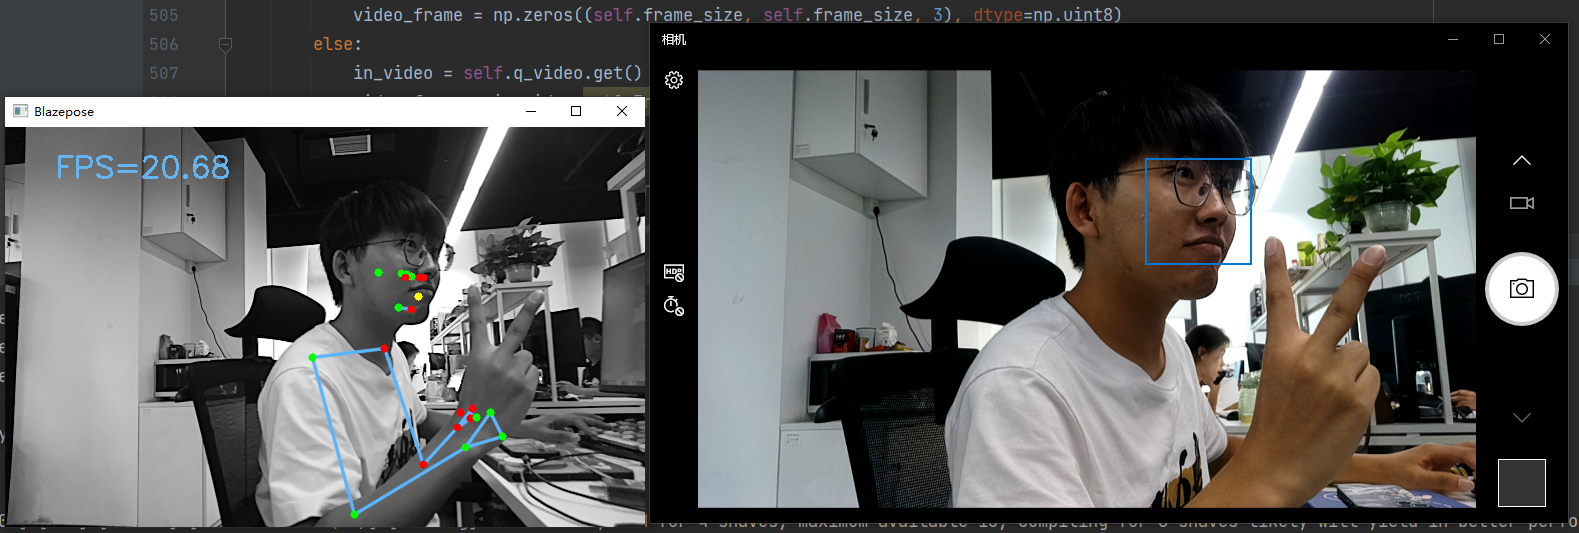 505 video_frame = np.zeros((self.frame_size, self.frame_size, 3), dtype=np.uint8)
506 else:
507 in_video = self.q_video.get()
相机
Blazepose
FPS=20.68
HDR
for 4 shaves, maximum available 13, compiling for 6 shaves likely will yield in better perfo